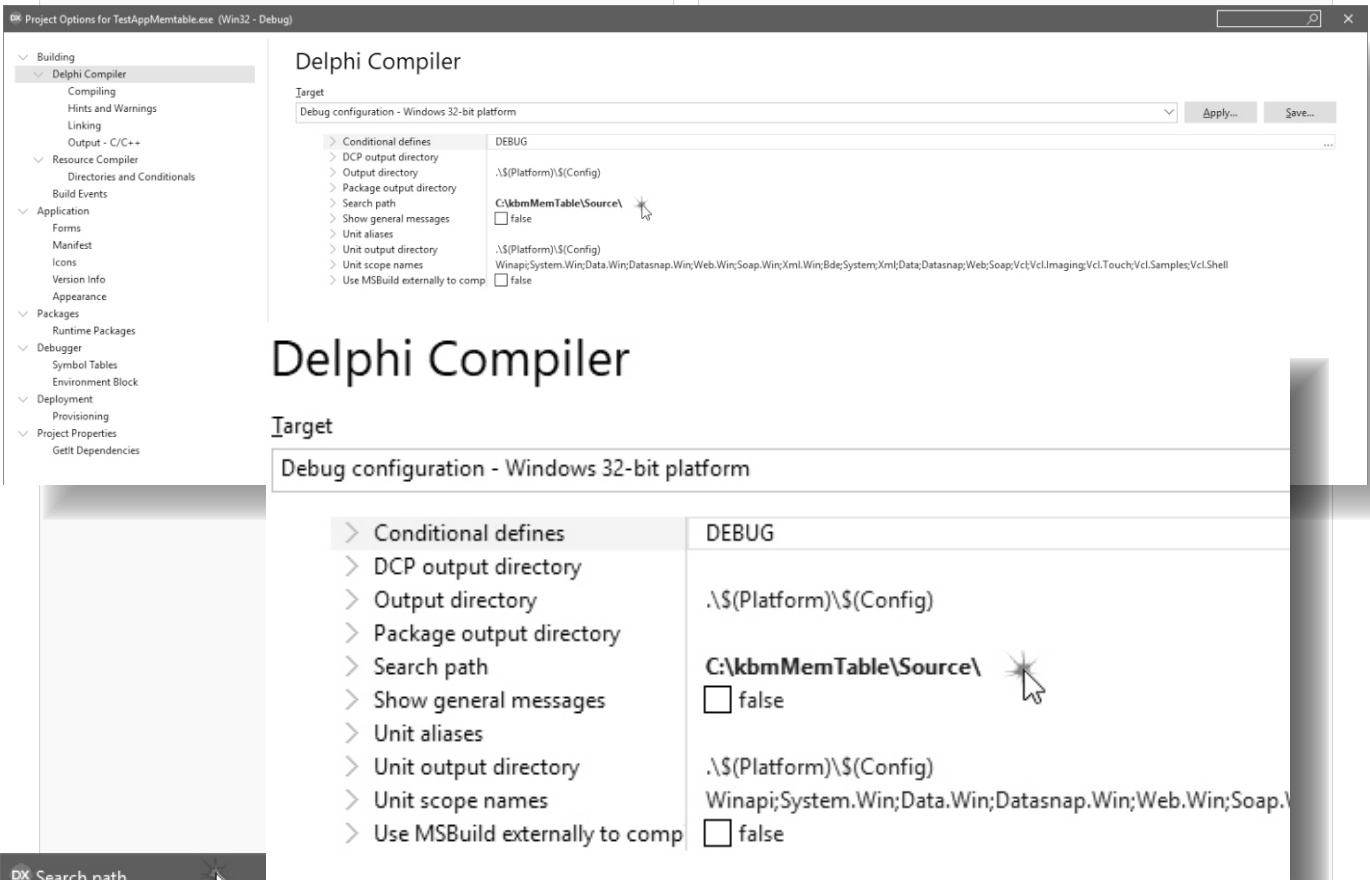 DX Project Options for TestAppMemtable.exe (Win32 - Debug)
Building
Delphi Compiler
Compiling
Hints and Warnings
Linking
Output - C/C++
Resource Compiler
Directories and Conditionals
Build Events
Application
Forms
Manifest
Icons
Version Info
Appearance
Packages
Runtime Packages
Debugger
Symbol Tables
Environment Block
Deployment
Provisioning
Project Properties
GetIt Dependencies
Delphi Compiler
Target
Debug configuration - Windows 32-bit platform
Apply...
Save...
Conditional defines DEBUG ...
DCP output directory
Output directory .\$(Platform)\$(Config)
Package output directory
Search path C:\kbmMemTable\Source\
Show general messages false
Unit aliases
Unit output directory .\$(Platform)\$(Config)
Unit scope names Winapi;System.Win;Data.Win;Datasnap.Win;Web.Win;Soap.Win;Xml.Win;Bde;System;Xml;Data;Datasnap;Web;Soap;Vcl;Vcl.Imaging;Vcl.Touch;Vcl.Samples;Vcl.Shell
Use MSBuild externally to comp false
Delphi Compiler
Target
Debug configuration - Windows 32-bit platform
Conditional defines DEBUG
DCP output directory
Output directory .\$(Platform)\$(Config)
Package output directory
Search path C:\kbmMemTable\Source\
Show general messages false
Unit aliases
Unit output directory .\$(Platform)\$(Config)
Unit scope names Winapi;System.Win;Data.Win;Datasnap.Win;Web.Win;Soap.
Use MSBuild externally to comp false
DX Search path